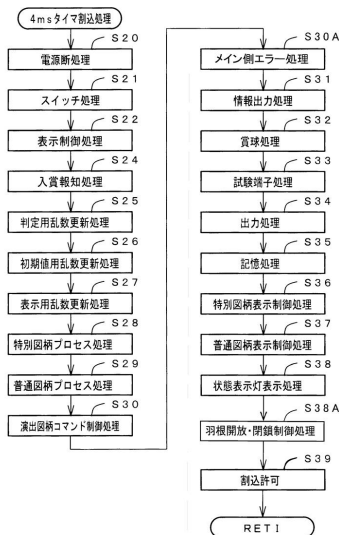 4msタイマ割込処理
S20
電源断処理
S21
スイッチ処理
S22
表示制御処理
S24
入賞報知処理
S25
判定用乱数更新処理
S26
初期値用乱数更新処理
S27
表示用乱数更新処理
S28
特別図柄プロセス処理
S29
普通図柄プロセス処理
S30
演出図柄コマンド制御処理
S30A
メイン側エラー処理
S31
情報出力処理
S32
賞球処理
S33
試験端子処理
S34
出力処理
S35
記憶処理
S36
特別図柄表示制御処理
S37
普通図柄表示制御処理
S38
状態表示灯表示処理
S38A
羽根開放・閉鎖制御処理
S39
割込許可
RETI